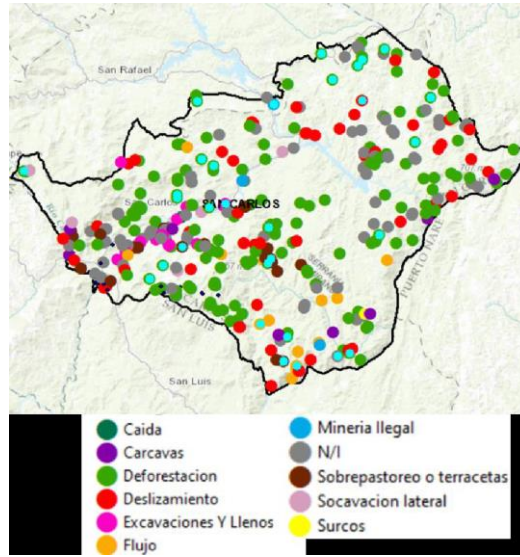 San Rafael
San Carlos
SAN CARLOS
SERRAN
PUERTO NARE
SAN LUIS
San Luis
Caida
Carcavas
Deforestacion
Deslizamiento
Excavaciones Y Llenos
Flujo
Mineria Ilegal
N/I
Sobrepastoreo o terracetas
Socavacion lateral
Surcos